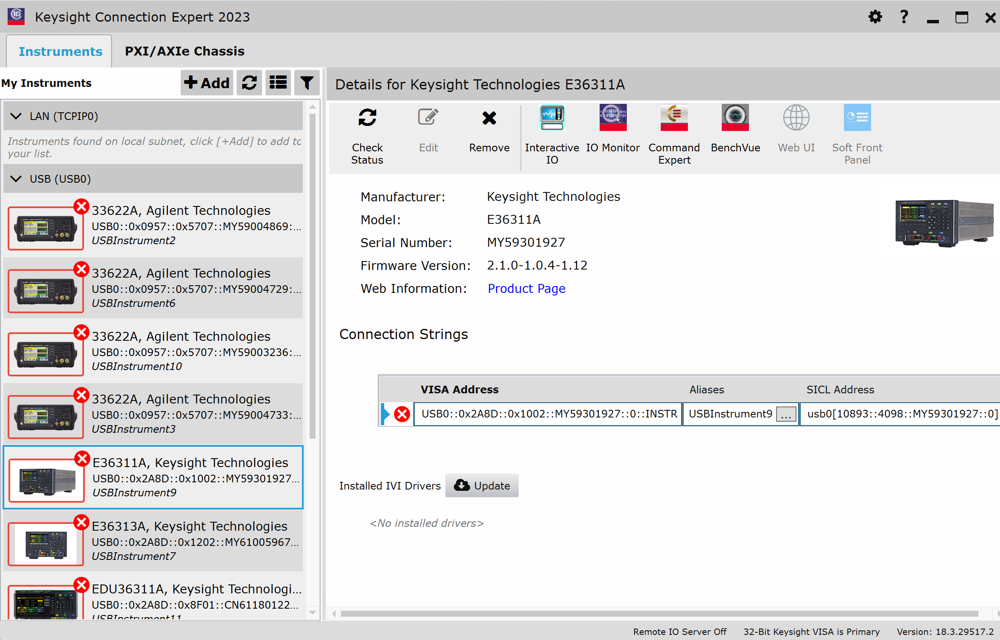 Keysight Connection Expert 2023
Instruments
PXI/AXIe Chassis
My Instruments
Add
LAN (TCPIP0)
Instruments found on local subnet, click [+Add] to add to
your list.
USB (USB0)
33622A, Agilent Technologies
USB0::0x0957::0x5707::MY59004869:...
USBInstrument2
33622A, Agilent Technologies
USB0::0x0957::0x5707::MY59004729:...
USBInstrument6
33622A, Agilent Technologies
USB0::0x0957::0x5707::MY59003236:...
USBInstrument10
33622A, Agilent Technologies
USB0::0x0957::0x5707::MY59004733:...
USBInstrument3
E36311A, Keysight Technologies
USB0::0x2A8D::0x1002::MY59301927...
USBInstrument9
E36313A, Keysight Technologies
USB0::0x2A8D::0x1202::MY61005967...
USBInstrument7
EDU36311A, Keysight Technologi...
USB0::0x2A8D::0x8F01::CN61180122...
USBInstrument11
Details for Keysight Technologies E36311A
Check
Status
Edit
Remove
Interactive
IO
IO Monitor
Command
Expert
BenchVue
Web UI
Soft Front
Panel
Manufacturer: Keysight Technologies
Model: E36311A
Serial Number: MY59301927
Firmware Version: 2.1.0-1.0.4-1.12
Web Information: Product Page
Connection Strings
VISA Address Aliases SICL Address
USB0::0x2A8D::0x1002::MY59301927::0::INSTR USBInstrument9 ... usb0[10893::4098::MY59301927::0]
Installed IVI Drivers Update
<No installed drivers>
Remote IO Server Off 32-Bit Keysight VISA is Primary Version: 18.3.29517.2